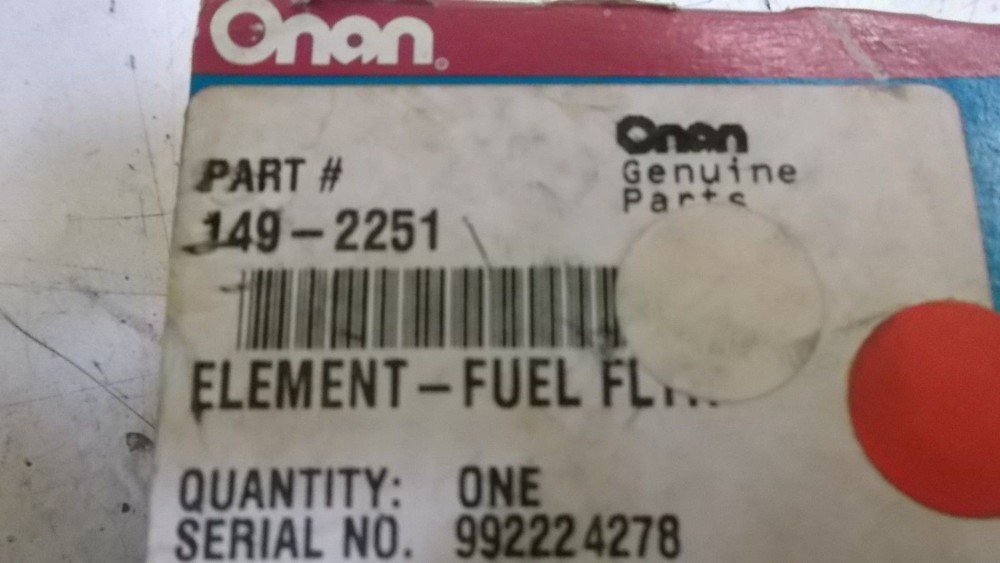 Onan
Onan
Genuine
Parts
PART #
149-2251
ELEMENT-FUEL
QUANTITY: ONE
SERIAL NO. 992224278